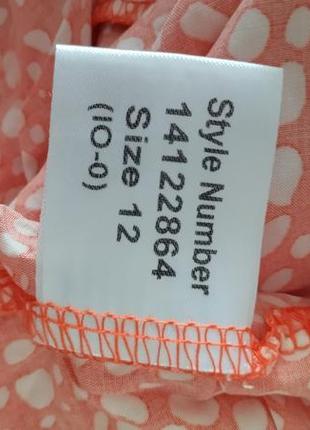 Style Number
14122864
Size 12
(IO-0)